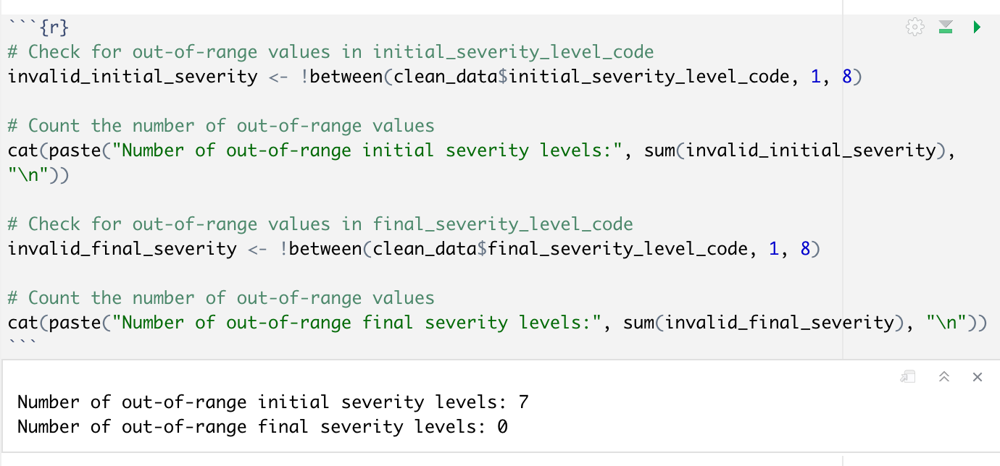 ```{r}
# Check for out-of-range values in initial_severity_level_code
invalid_initial_severity <- !between(clean_data$initial_severity_level_code, 1, 8)
# Count the number of out-of-range values
cat(paste("Number of out-of-range initial severity levels:", sum(invalid_initial_severity),
"\n"))
# Check for out-of-range values in final_severity_level_code
invalid_final_severity <- !between(clean_data$final_severity_level_code, 1, 8)
# Count the number of out-of-range values
cat(paste("Number of out-of-range final severity levels:", sum(invalid_final_severity), "\n"))
```
Number of out-of-range initial severity levels: 7
Number of out-of-range final severity levels: 0